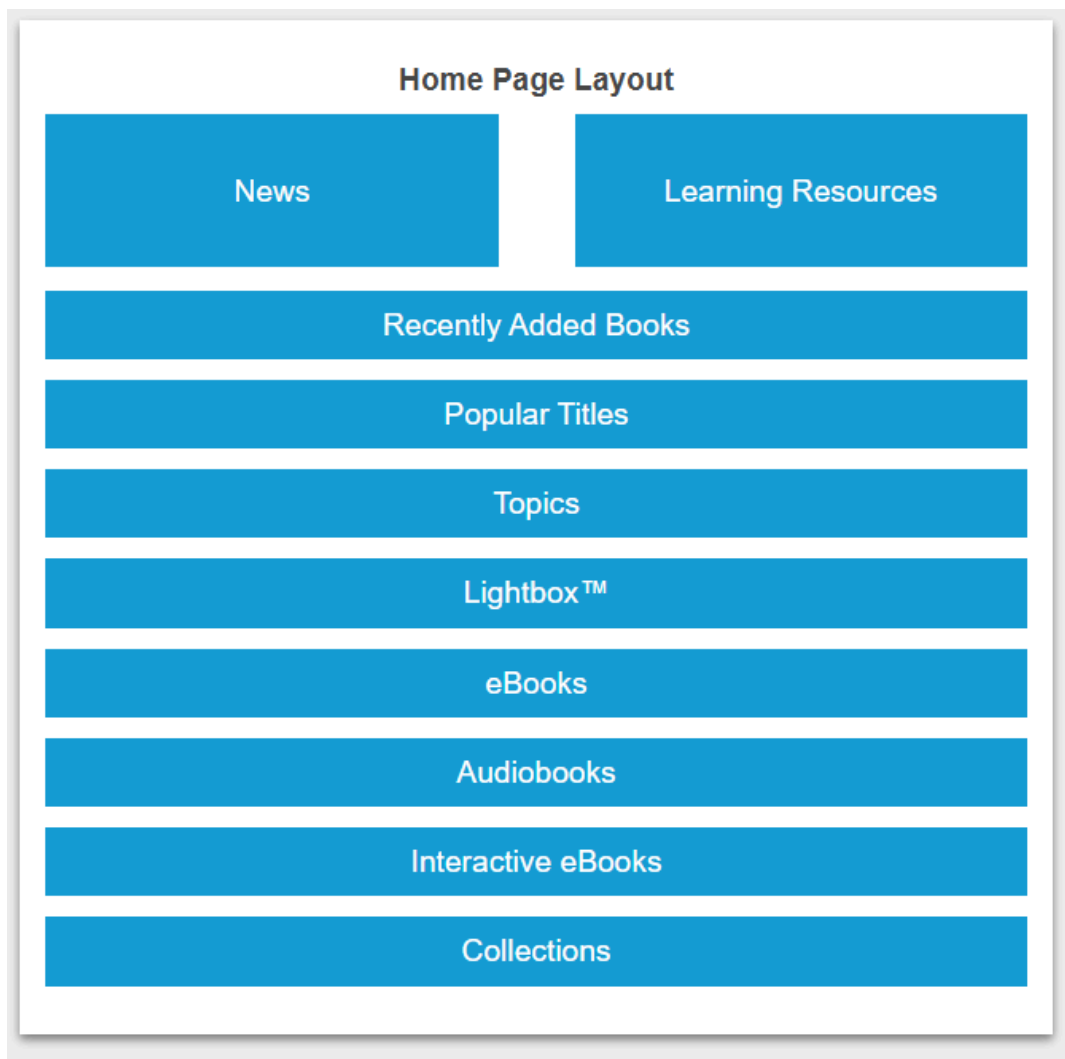 Home Page Layout
News
Learning Resources
Recently Added Books
Popular Titles
Topics
Lightbox™
eBooks
Audiobooks
Interactive eBooks
Collections